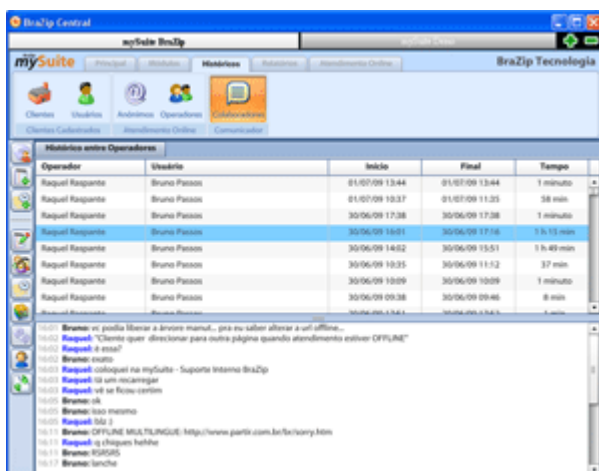 BraZip Central
mySuite BraZip
mySuite Demo
mySuite Principal Módulos Históricos Relatórios Atendimento Online BraZip Tecnologia
Clientes Usuários Anônimos Operadores Colaboradores
Clientes Cadastrados Atendimento Online Comunicador
Histórico entre Operadores
Operador Usuário Início Final Tempo
Raquel Raspante Bruno Passos 01/07/09 13:44 01/07/09 13:44 1 minuto
Raquel Raspante Bruno Passos 01/07/09 10:37 01/07/09 11:35 58 min
Raquel Raspante Bruno Passos 30/06/09 17:38 30/06/09 17:38 1 minuto
Raquel Raspante Bruno Passos 30/06/09 16:01 30/06/09 17:16 1 h 15 min
Raquel Raspante Bruno Passos 30/06/09 14:02 30/06/09 15:51 1 h 49 min
Raquel Raspante Bruno Passos 30/06/09 10:35 30/06/09 11:12 37 min
Raquel Raspante Bruno Passos 30/06/09 10:09 30/06/09 10:09 1 minuto
Raquel Raspante Bruno Passos 30/06/09 09:38 30/06/09 09:46 8 min
16:01 Bruno: vc podia liberar a árvore manut... pra eu saber alterar a url offline...
16:02 Raquel: "Cliente quer direcionar para outra página quando atendimento estiver OFFLINE"
16:02 Raquel: é essa?
16:02 Bruno: exato
16:03 Raquel: coloquei na mySuite - Suporte Interno BraZip
16:03 Raquel: dá um recarregar
16:03 Raquel: vê se ficou certim
16:05 Bruno: ok
16:05 Bruno: isso mesmo
16:05 Raquel: blz :)
16:11 Bruno: OFFLINE MULTILINGUE: http://www.partir.com.br/br/sorry.htm
16:11 Raquel: q chiques hehhe
16:11 Bruno: RSRSRS
16:17 Bruno: lanche